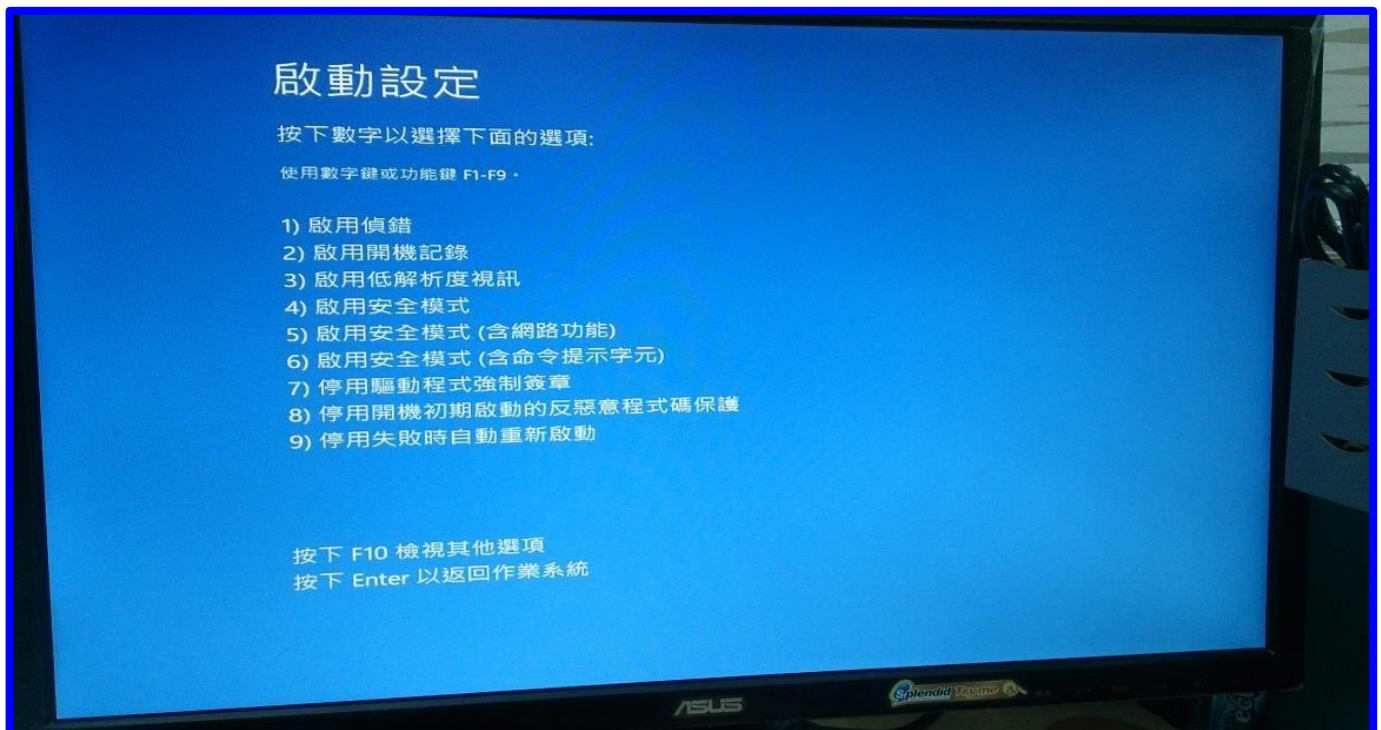 啟動設定
按下數字以選擇下面的選項:
使用數字鍵或功能鍵 F1-F9。
1) 啟用偵錯
2) 啟用開機記錄
3) 啟用低解析度視訊
4) 啟用安全模式
5) 啟用安全模式 (含網路功能)
6) 啟用安全模式 (含命令提示字元)
7) 停用驅動程式強制簽章
8) 停用開機初期啟動的反惡意程式碼保護
9) 停用失敗時自動重新啟動
按下 F10 檢視其他選項
按下 Enter 以返回作業系統
Splendid Try me
ASUS